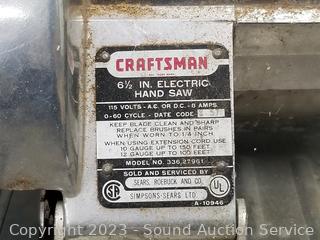 CRAFTSMAN
6½ IN. ELECTRIC
HAND SAW
115 VOLTS - A.C. OR D.C. - 8 AMPS.
0-60 CYCLE - DATE CODE
KEEP BLADE CLEAN AND SHARP
REPLACE BRUSHES IN PAIRS
WHEN WORN TO 1/4 INCH
WHEN USING EXTENSION CORD USE
10 GAUGE UP TO 150 FEET
12 GAUGE UP TO 100 FEET
MODEL NO. 336.27961
SOLD AND SERVICED BY
SEARS, ROEBUCK AND CO.
SIMPSONS-SEARS LTD.
SA
UL
A-10946
Copyright 2023 - Sound Auction Service